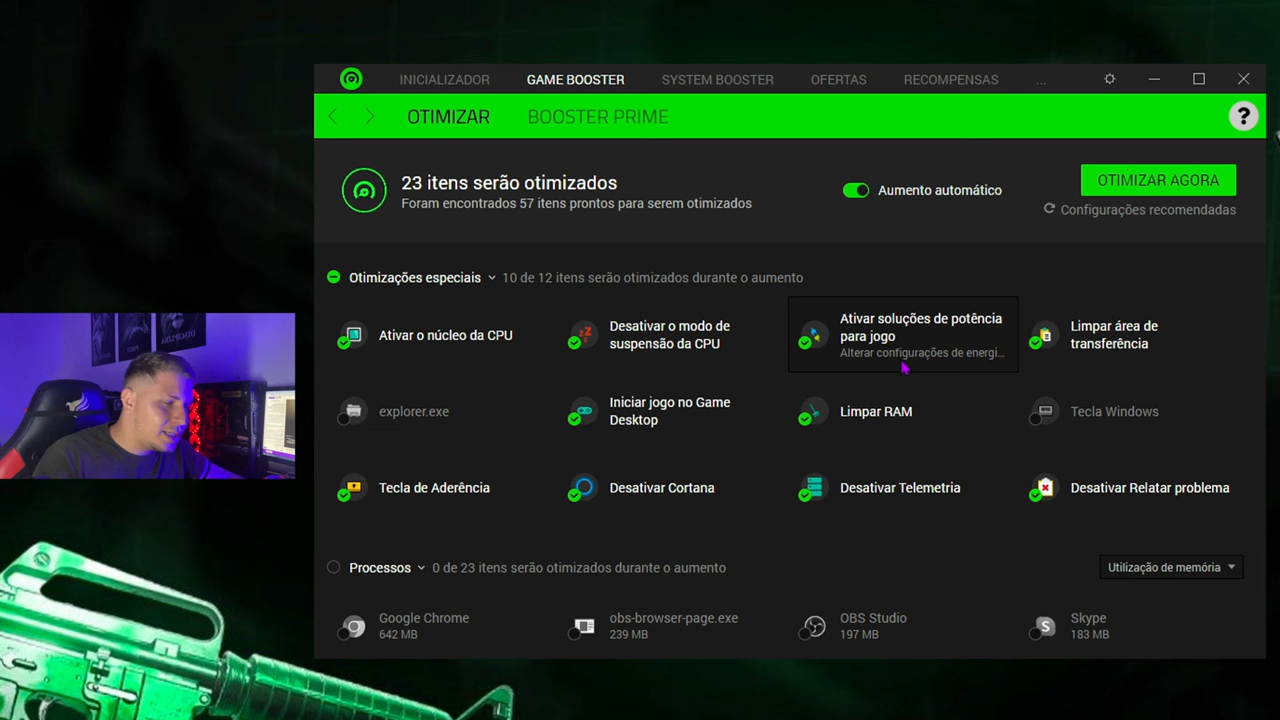 INICIALIZADOR
GAME BOOSTER
SYSTEM BOOSTER
OFERTAS
RECOMPENSAS
...
OTIMIZAR
BOOSTER PRIME
?
23 itens serão otimizados
Foram encontrados 57 itens prontos para serem otimizados
Aumento automático
OTIMIZAR AGORA
Configurações recomendadas
Otimizações especiais
10 de 12 itens serão otimizados durante o aumento
Ativar o núcleo da CPU
Desativar o modo de
suspensão da CPU
Ativar soluções de potência
para jogo
Alterar configurações de energi...
Limpar área de
transferência
explorer.exe
Iniciar jogo no Game
Desktop
Limpar RAM
Tecla Windows
Tecla de Aderência
Desativar Cortana
Desativar Telemetria
Desativar Relatar problema
Processos
0 de 23 itens serão otimizados durante o aumento
Utilização de memória
Google Chrome
642 MB
obs-browser-page.exe
239 MB
OBS Studio
197 MB
Skype
183 MB